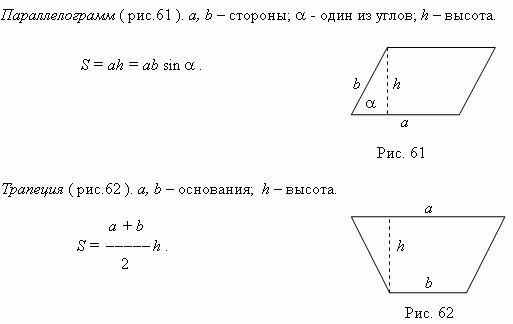 Параллелограмм ( рис.61 ). a, b – стороны; α - один из углов; h – высота.
S = ah = ab sin α .
b
h
α
a
Рис. 61
Трапеция ( рис.62 ). a, b – основания; h – высота.
a + b
S = ––––– h .
2
a
h
b
Рис. 62